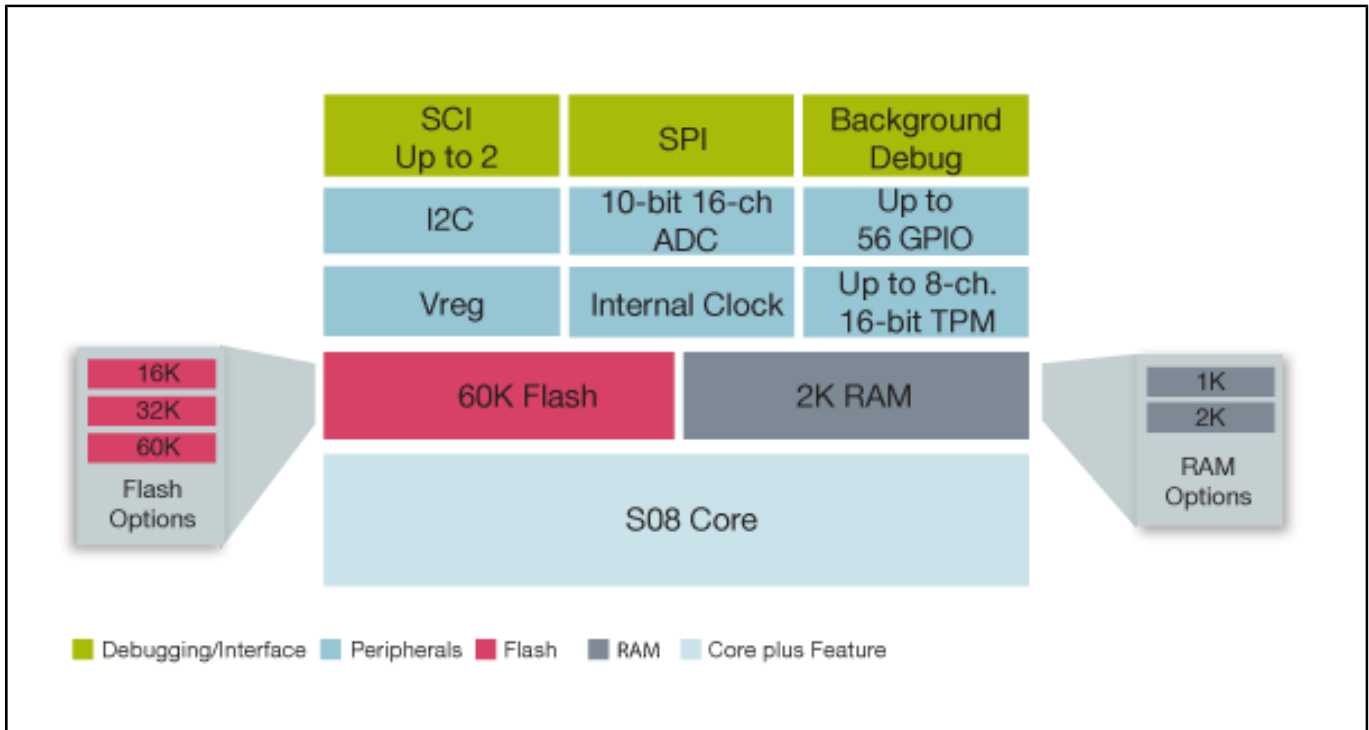 SCI
Up to 2
SPI
Background
Debug
I2C
10-bit 16-ch
ADC
Up to
56 GPIO
Vreg
Internal Clock
Up to 8-ch.
16-bit TPM
16K
32K
60K
Flash
Options
60K Flash
2K RAM
1K
2K
RAM
Options
S08 Core
Debugging/Interface
Peripherals
Flash
RAM
Core plus Feature